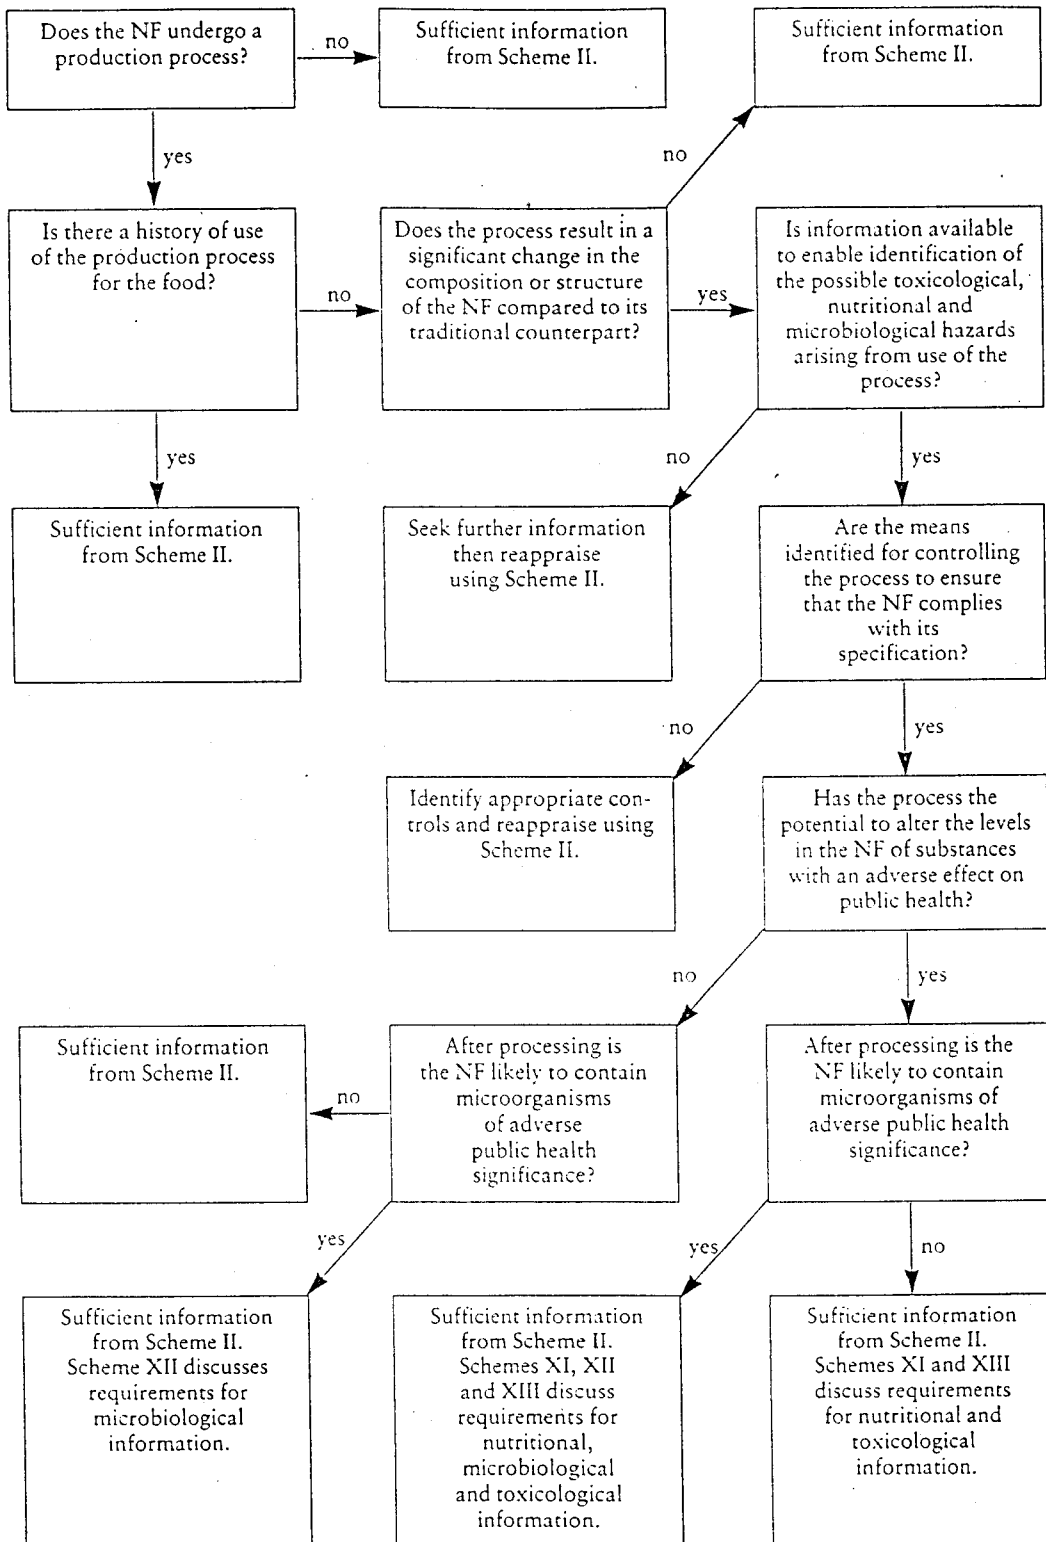 Does the NF undergo a
production process?
no
Sufficient information
from Scheme II.
Sufficient information
from Scheme II.
yes
no
Is there a history of use
of the production process
for the food?
no
Does the process result in a
significant change in the
composition or structure
of the NF compared to its
traditional counterpart?
yes
Is information available
to enable identification of
the possible toxicological,
nutritional and
microbiological hazards
arising from use of the
process?
yes
no
yes
Sufficient information
from Scheme II.
Seek further information
then reappraise
using Scheme II.
Are the means
identified for controlling
the process to ensure
that the NF complies
with its
specification?
no
yes
Identify appropriate con-
trols and reappraise using
Scheme II.
Has the process the
potential to alter the levels
in the NF of substances
with an adverse effect on
public health?
no
yes
Sufficient information
from Scheme II.
no
After processing is
the NF likely to contain
microorganisms
of adverse
public health
significance?
After processing is the
NF likely to contain
microorganisms of
adverse public health
significance?
yes
yes
no
Sufficient information
from Scheme II.
Scheme XII discusses
requirements for
microbiological
information.
Sufficient information
from Scheme II.
Schemes XI, XII
and XIII discuss
requirements for
nutritional,
microbiological
and toxicological
information.
Sufficient information
from Scheme II.
Schemes XI and XIII
discuss requirements
for nutritional and
toxicological
information.